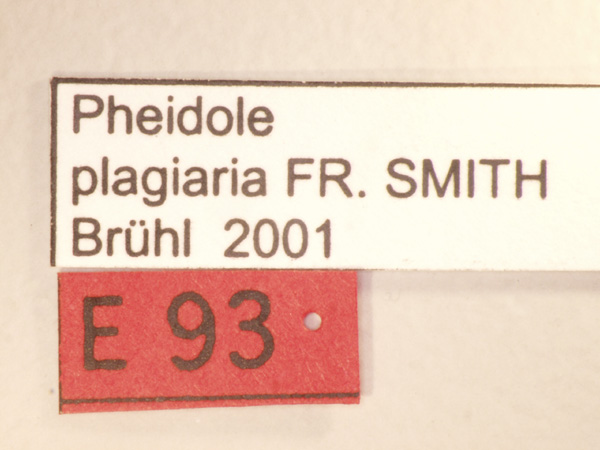 Pheidole
plagiaria FR. SMITH
Brühl 2001
E 93